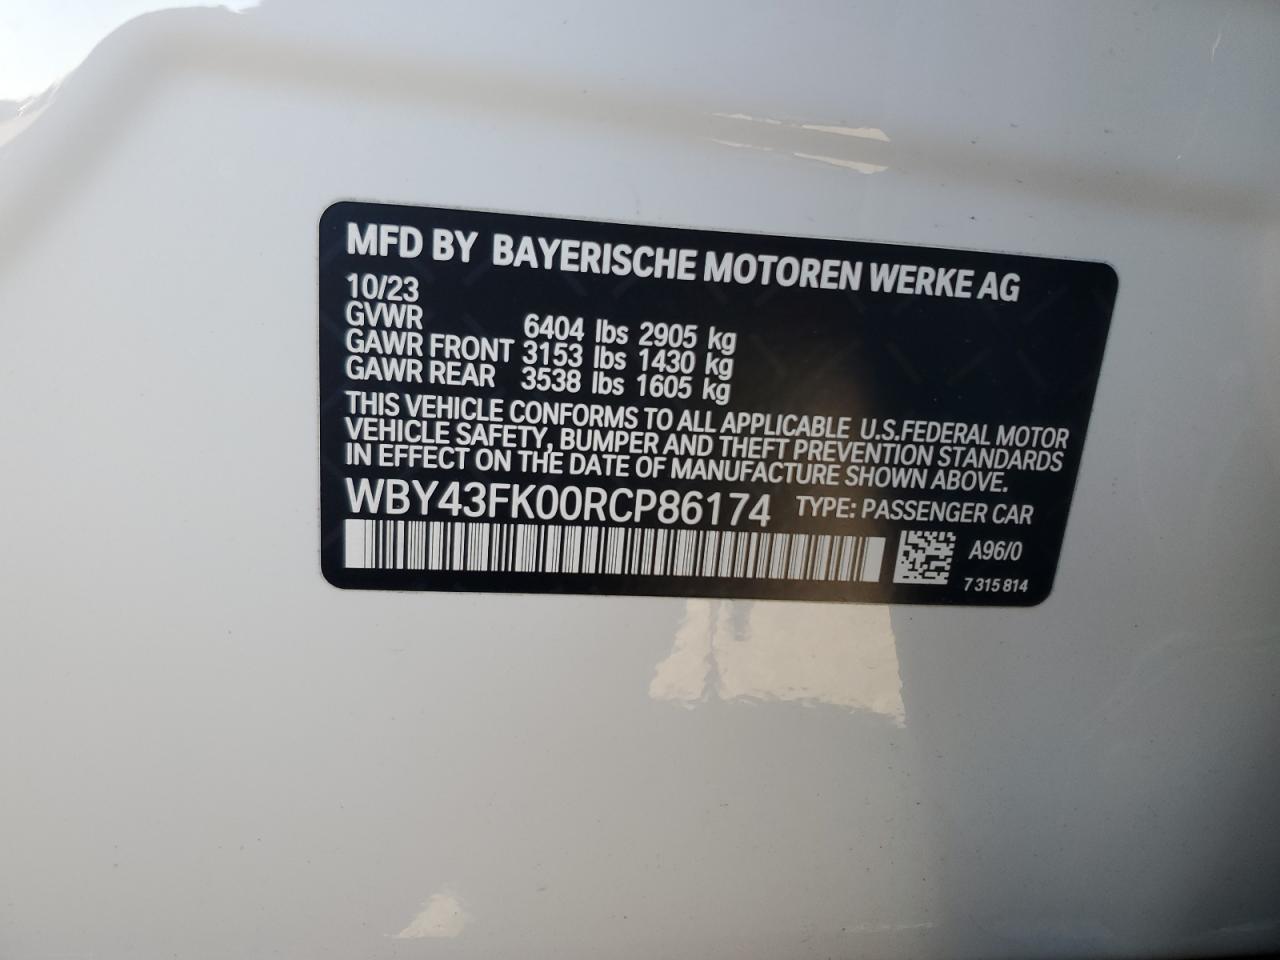 MFD BY BAYERISCHE MOTOREN WERKE AG
10/23
GVWR 6404 lbs 2905 kg
GAWR FRONT 3153 lbs 1430 kg
GAWR REAR 3538 lbs 1605 kg
THIS VEHICLE CONFORMS TO ALL APPLICABLE U.S.FEDERAL MOTOR
VEHICLE SAFETY, BUMPER AND THEFT PREVENTION STANDARDS
IN EFFECT ON THE DATE OF MANUFACTURE SHOWN ABOVE.
WBY43FK00RCP86174 TYPE: PASSENGER CAR
A96/0
7 315 814